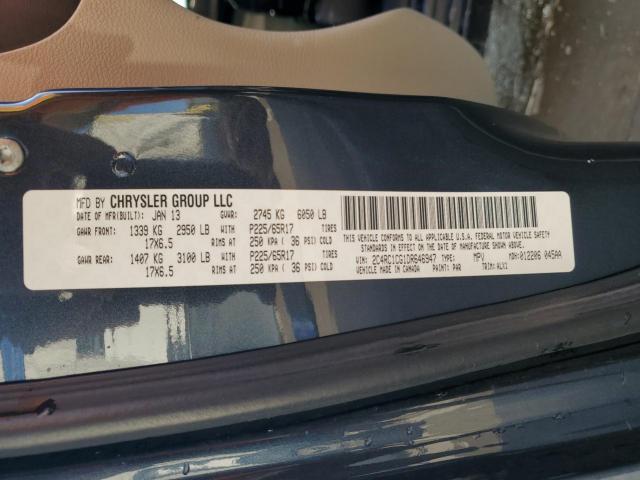 MFD BY CHRYSLER GROUP LLC
DATE OF MFR(BUILT): JAN 13 GVWR: 2745 KG 6050 LB
GAWR FRONT: 1339 KG 2950 LB WITH P225/65R17 TIRES
17X6.5 RIMS AT 250 KPA ( 36 PSI) COLD
GAWR REAR: 1407 KG 3100 LB WITH P225/65R17 TIRES
17X6.5 RIMS AT 250 KPA ( 36 PSI) COLD
THIS VEHICLE CONFORMS TO ALL APPLICABLE U.S.A. FEDERAL MOTOR VEHICLE SAFETY
STANDARDS IN EFFECT ON THE DATE OF MANUFACTURE SHOWN ABOVE.
VIN: 2C4RC1CG1DR646947 TYPE: MPV MDH: 012206 045AA
VEHICLE MADE IN CANADA PAINT: PAR TRIM: ALX1